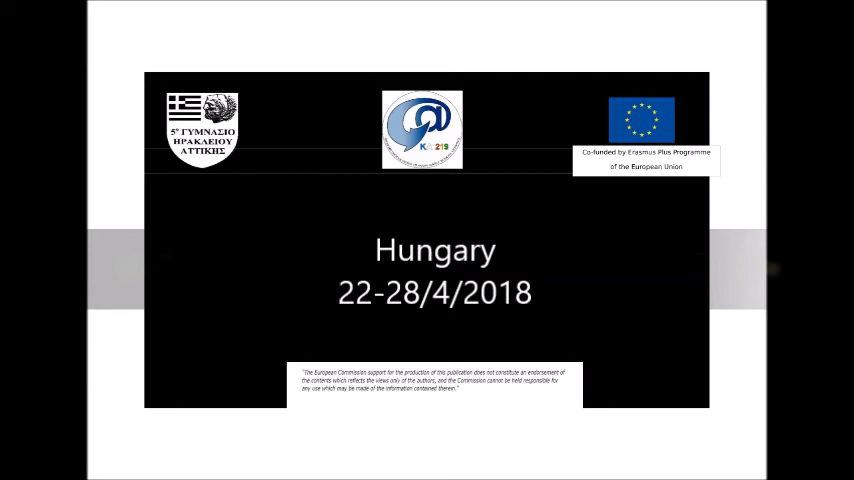 5º ΓΥΜΝΑΣΙΟ
ΗΡΑΚΛΕΙΟΥ
ΑΤΤΙΚΗΣ
KA 219
Co-funded by Erasmus Plus Programme
of the European Union
Hungary
22-28/4/2018
"The European Commission support for the production of this publication does not constitute an endorsement of
the contents which reflects the views only of the authors, and the Commission cannot be held responsible for
any use which may be made of the information contained therein."